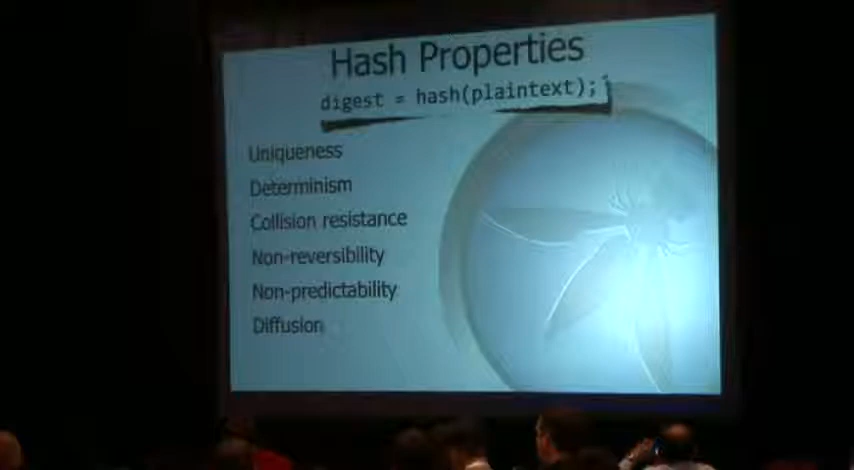 Hash Properties
digest = hash(plaintext);
Uniqueness
Determinism
Collision resistance
Non-reversibility
Non-predictability
Diffusion